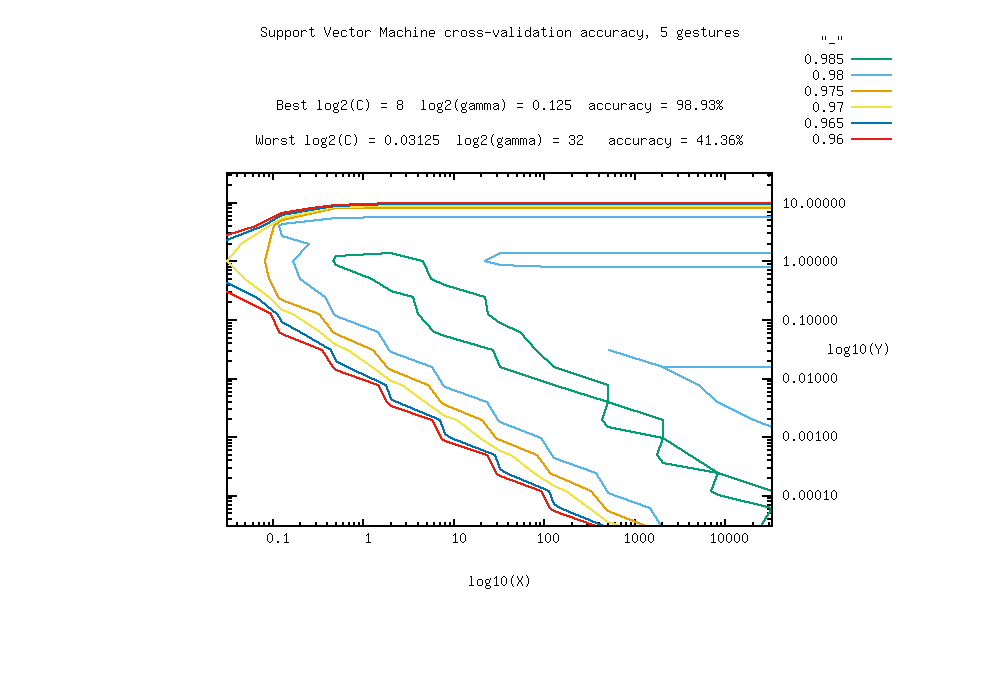 Support Vector Machine cross-validation accuracy, 5 gestures
"_"
0.985
0.98
0.975
0.97
0.965
0.96
Best log2(C) = 8  log2(gamma) = 0.125  accuracy = 98.93%
Worst log2(C) = 0.03125  log2(gamma) = 32   accuracy = 41.36%
10.00000
1.00000
0.10000
log10(Y)
0.01000
0.00100
0.00010
0.1 1 10 100 1000 10000
log10(X)